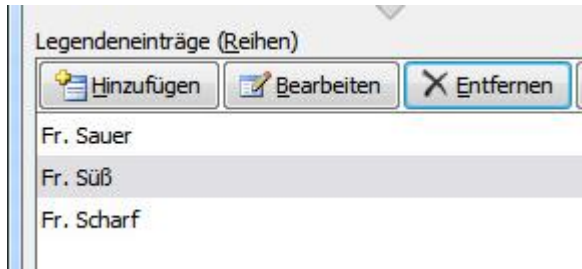 Legendeneinträge (Reihen)
Hinzufügen Bearbeiten Entfernen
Fr. Sauer
Fr. Süß
Fr. Scharf